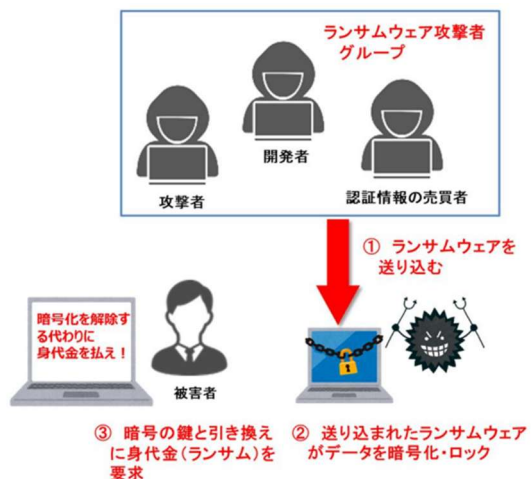 ランサムウェア攻撃者
グループ
開発者
攻撃者
認証情報の売買者
① ランサムウェアを
送り込む
暗号化を解除す
る代わりに
身代金を払え！
被害者
③ 暗号の鍵と引き換え
に身代金(ランサム)を
要求
② 送り込まれたランサムウェア
がデータを暗号化・ロック